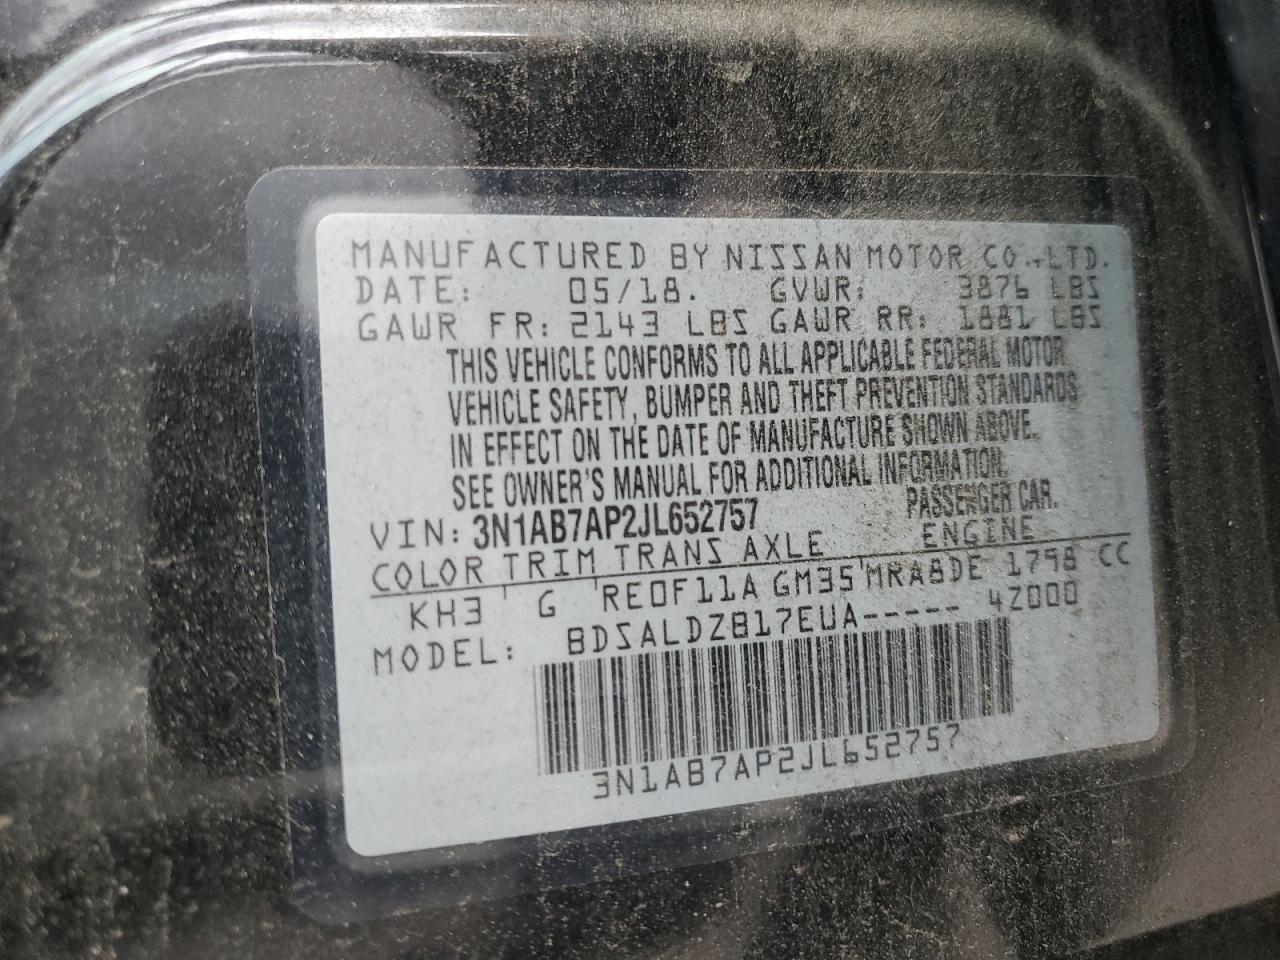 MANUFACTURED BY NISSAN MOTOR CO.,LTD.
DATE: 05/18. GVWR: 3876 LBS
GAWR FR: 2143 LBS GAWR RR: 1881 LBS
THIS VEHICLE CONFORMS TO ALL APPLICABLE FEDERAL MOTOR
VEHICLE SAFETY, BUMPER AND THEFT PREVENTION STANDARDS
IN EFFECT ON THE DATE OF MANUFACTURE SHOWN ABOVE.
SEE OWNER'S MANUAL FOR ADDITIONAL INFORMATION.
VIN: 3N1AB7AP2JL652757 PASSENGER CAR.
COLOR TRIM TRANS AXLE ENGINE
KH3 G RE0F11A GM35 MRA8DE 1798 CC
MODEL: BDSALDZB17EUA----- 4Z000
3N1AB7AP2JL652757